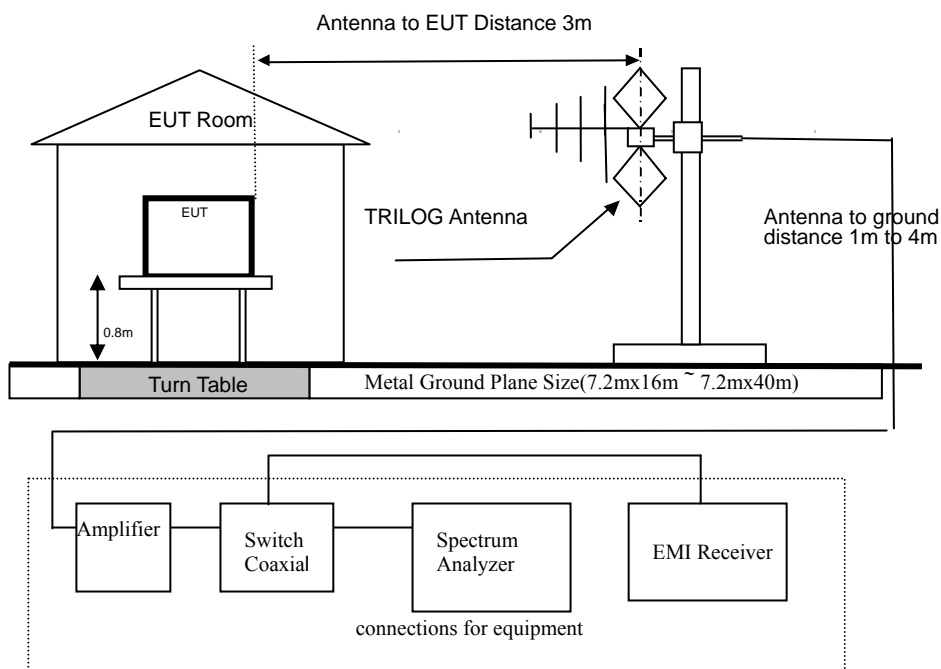 Antenna to EUT Distance 3m
EUT Room
EUT
TRILOG Antenna
Antenna to ground
distance 1m to 4m
0.8m
Turn Table
Metal Ground Plane Size(7.2mx16m ~ 7.2mx40m)
Amplifier
Switch
Coaxial
Spectrum
Analyzer
EMI Receiver
connections for equipment